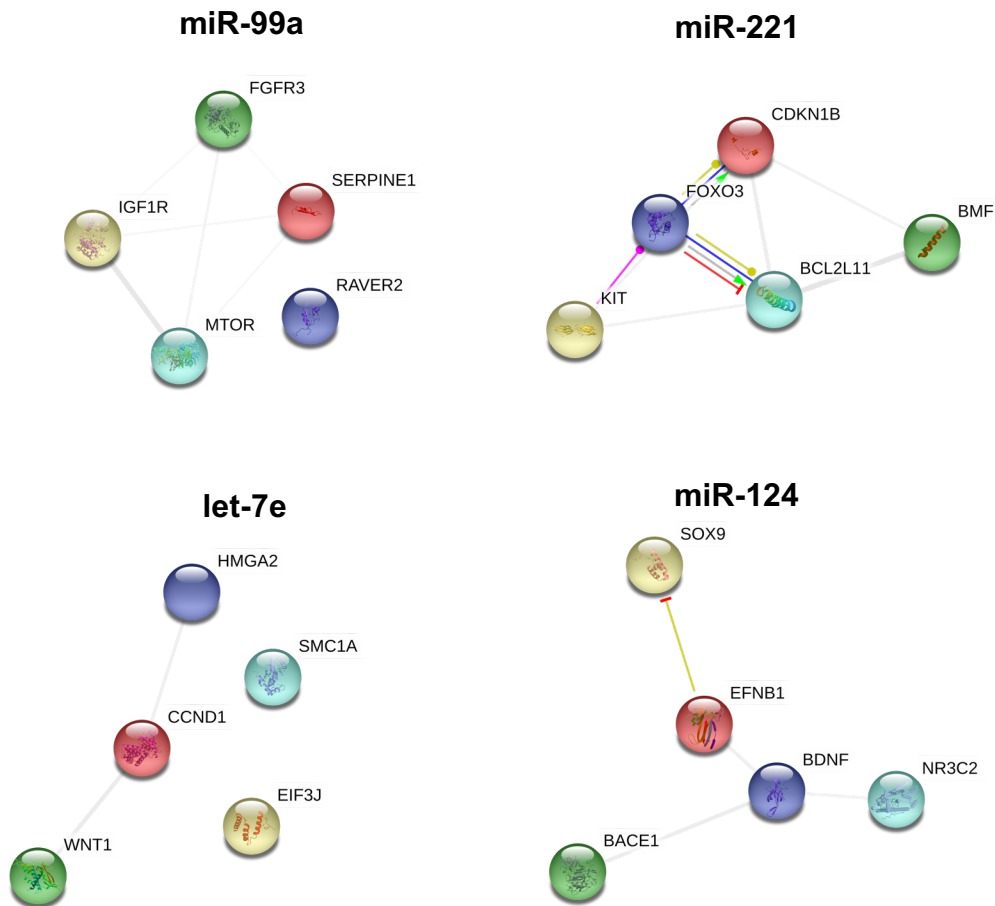 miR-99a
FGFR3
SERPINE1
IGF1R
RAVER2
MTOR
miR-221
CDKN1B
FOXO3
BMF
BCL2L11
KIT
let-7e
HMGA2
SMC1A
CCND1
EIF3J
WNT1
miR-124
SOX9
EFNB1
BDNF
NR3C2
BACE1